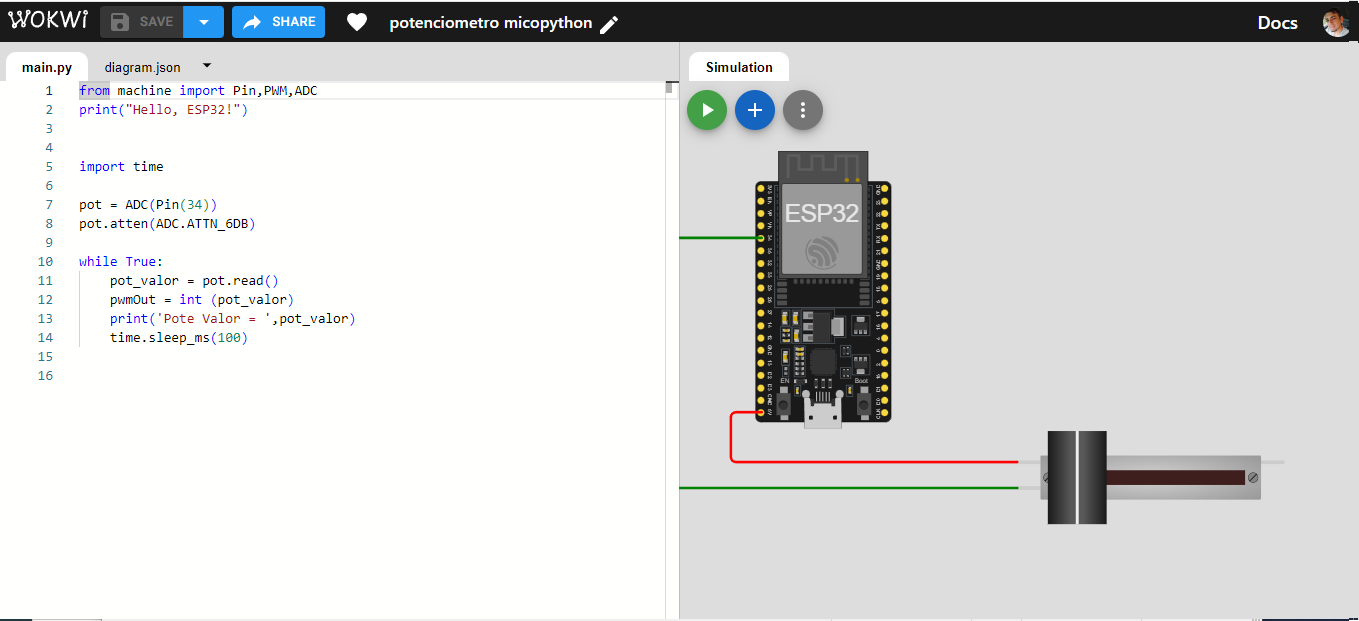 WOKWI SAVE SHARE potenciometro micopython Docs
main.py diagram.json Simulation
1 from machine import Pin,PWM,ADC
2 print("Hello, ESP32!")
3
4
5 import time
6
7 pot = ADC(Pin(34))
8 pot.atten(ADC.ATTN_6DB)
9
10 while True:
11 pot_valor = pot.read()
12 pwmOut = int (pot_valor)
13 print('Pote Valor = ',pot_valor)
14 time.sleep_ms(100)
15
16
ESP32
EN Boot